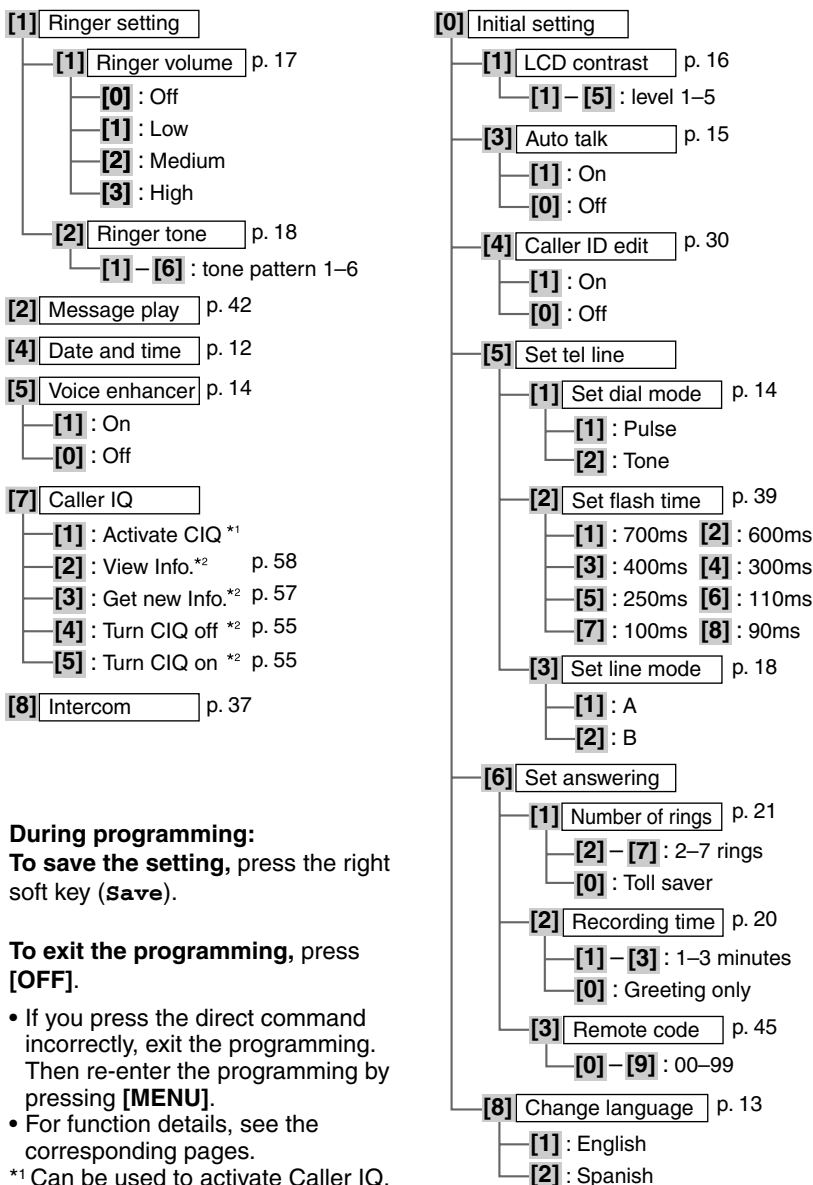 [1] Ringer setting
[1] Ringer volume p. 17
[0] : Off
[1] : Low
[2] : Medium
[3] : High
[2] Ringer tone p. 18
[1] – [6] : tone pattern 1–6
[2] Message play p. 42
[4] Date and time p. 12
[5] Voice enhancer p. 14
[1] : On
[0] : Off
[7] Caller IQ
[1] : Activate CIQ *1
[2] : View Info.*2 p. 58
[3] : Get new Info.*2 p. 57
[4] : Turn CIQ off *2 p. 55
[5] : Turn CIQ on *2 p. 55
[8] Intercom p. 37
During programming:
To save the setting, press the right
soft key (Save).
To exit the programming, press
[OFF].
• If you press the direct command
incorrectly, exit the programming.
Then re-enter the programming by
pressing [MENU].
• For function details, see the
corresponding pages.
*1 Can be used to activate Caller IQ.
[0] Initial setting
[1] LCD contrast p. 16
[1] – [5] : level 1–5
[3] Auto talk p. 15
[1] : On
[0] : Off
[4] Caller ID edit p. 30
[1] : On
[0] : Off
[5] Set tel line
[1] Set dial mode p. 14
[1] : Pulse
[2] : Tone
[2] Set flash time p. 39
[1] : 700ms [2] : 600ms
[3] : 400ms [4] : 300ms
[5] : 250ms [6] : 110ms
[7] : 100ms [8] : 90ms
[3] Set line mode p. 18
[1] : A
[2] : B
[6] Set answering
[1] Number of rings p. 21
[2] – [7] : 2–7 rings
[0] : Toll saver
[2] Recording time p. 20
[1] – [3] : 1–3 minutes
[0] : Greeting only
[3] Remote code p. 45
[0] – [9] : 00–99
[8] Change language p. 13
[1] : English
[2] : Spanish